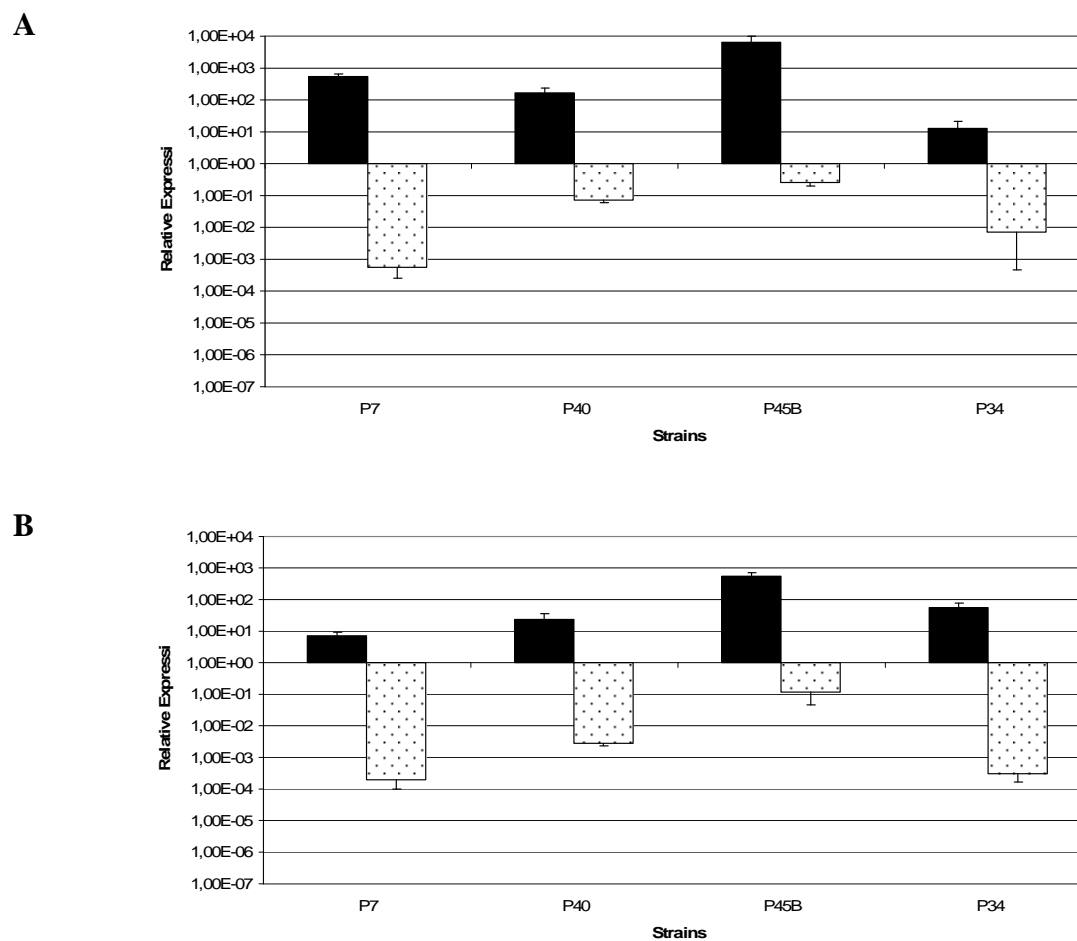 A
1,00E+04
1,00E+03
1,00E+02
1,00E+01
1,00E+00
1,00E-01
1,00E-02
1,00E-03
1,00E-04
1,00E-05
1,00E-06
1,00E-07
Relative Expressi
P7 P40 P45B P34
Strains
B
1,00E+04
1,00E+03
1,00E+02
1,00E+01
1,00E+00
1,00E-01
1,00E-02
1,00E-03
1,00E-04
1,00E-05
1,00E-06
1,00E-07
Relative Expressi
P7 P40 P45B P34
Strains